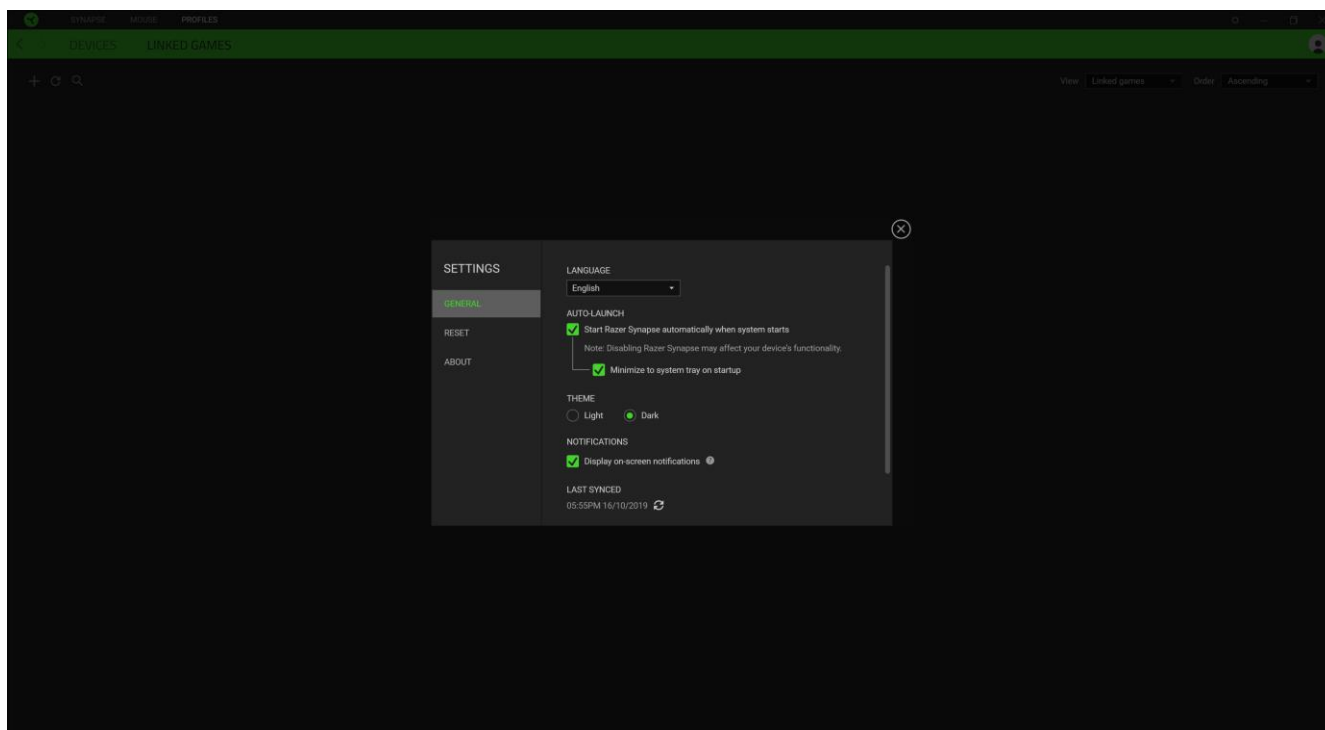 SYNAPSE MOUSE PROFILES
DEVICES LINKED GAMES
View Linked games Order Ascending
SETTINGS
GENERAL
RESET
ABOUT
LANGUAGE
English
AUTO-LAUNCH
Start Razer Synapse automatically when system starts
Note: Disabling Razer Synapse may affect your device's functionality.
Minimize to system tray on startup
THEME
Light Dark
NOTIFICATIONS
Display on-screen notifications
LAST SYNCED
05:55PM 16/10/2019